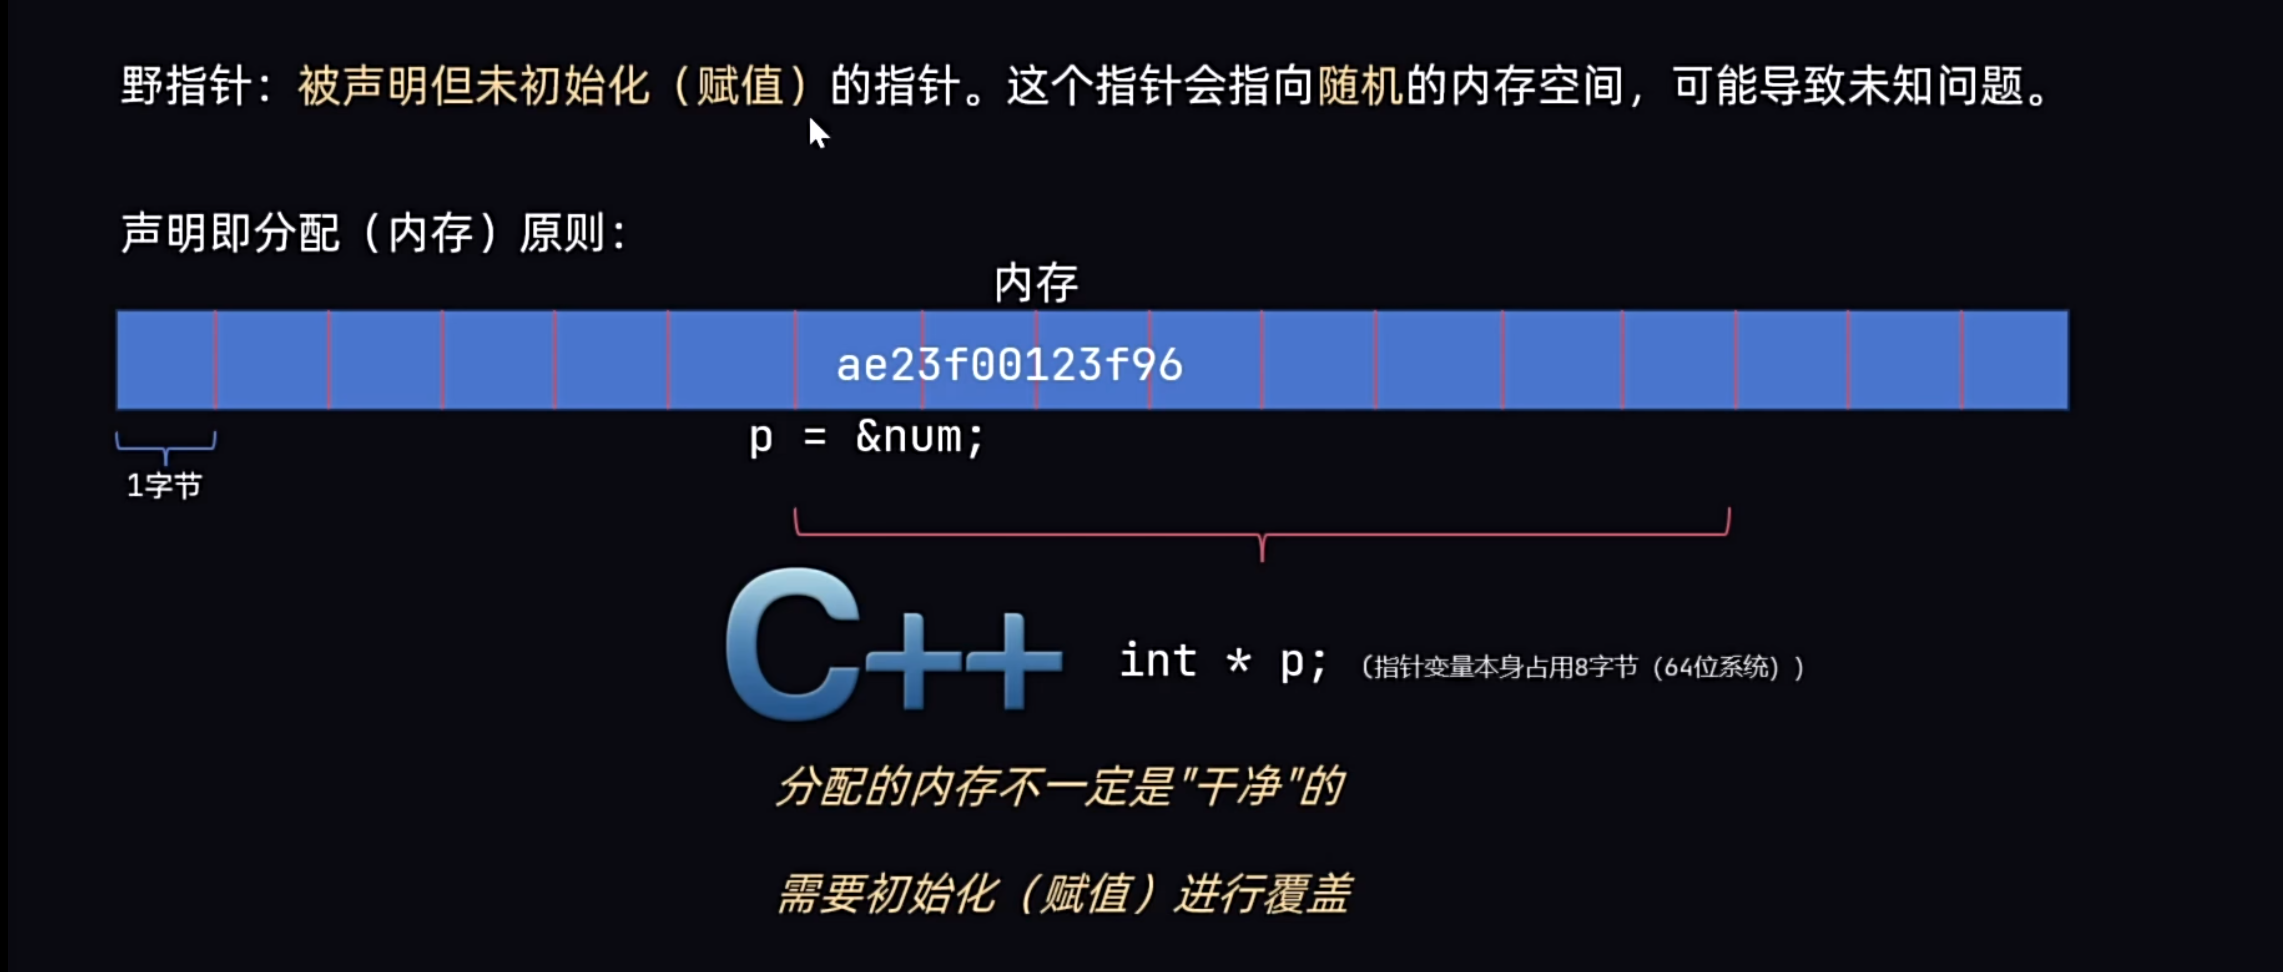 野指针：被声明但未初始化（赋值）的指针。这个指针会指向随机的内存空间，可能导致未知问题。
声明即分配（内存）原则：
内存
ae23f00123f96
p = &num;
1字节
C++
int * p;（指针变量本身占用8字节（64位系统））
分配的内存不一定是"干净"的
需要初始化（赋值）进行覆盖